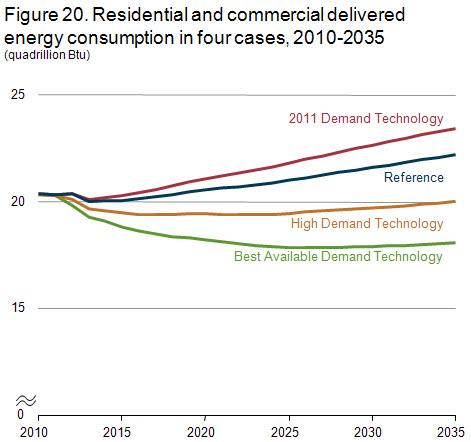 Figure 20. Residential and commercial delivered
energy consumption in four cases, 2010-2035
(quadrillion Btu)
25
2011 Demand Technology
Reference
20
High Demand Technology
Best Available Demand Technology
15
0
2010
2015
2020
2025
2030
2035